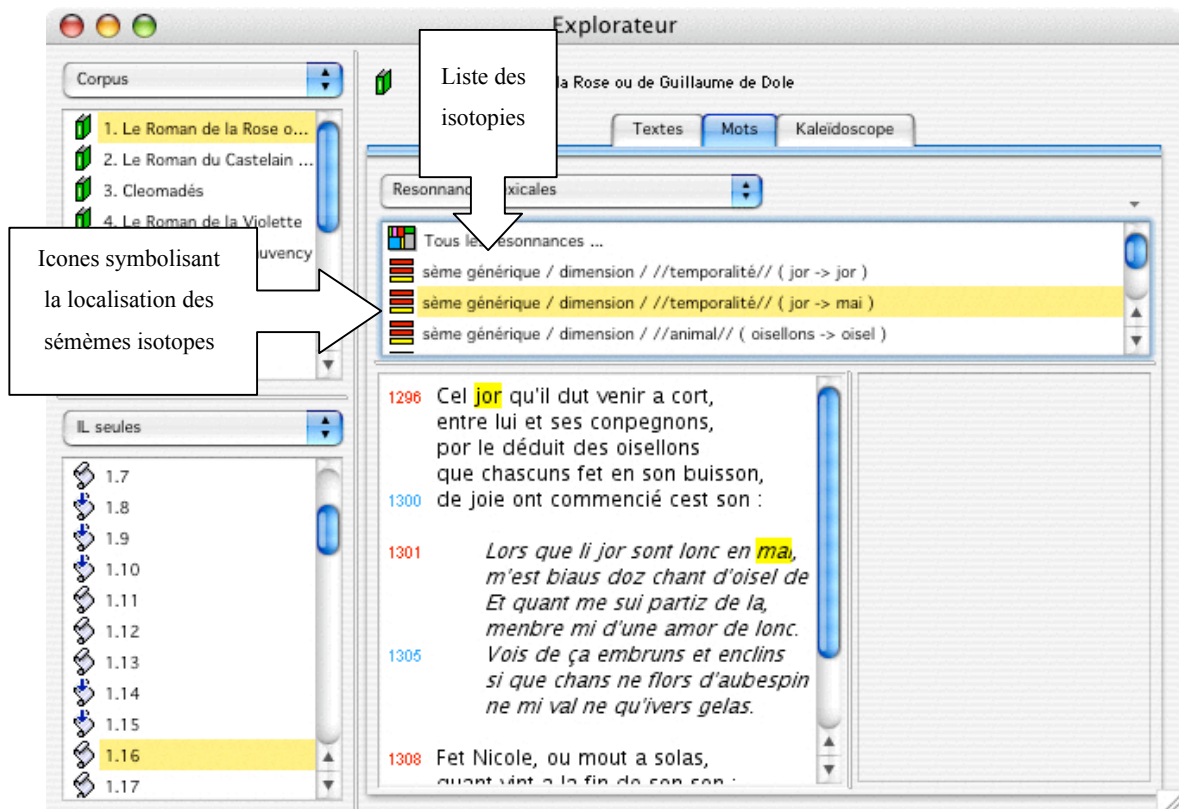 Explorateur
Corpus
1. Le Roman de la Rose o...
2. Le Roman du Castelain ...
3. Cleomadés
4. Le Roman de la Violette
uvency
Icones symbolisant
la localisation des
sémèmes isotopes
IL seules
1.7
1.8
1.9
1.10
1.11
1.12
1.13
1.14
1.15
1.16
1.17
Liste des
isotopies
la Rose ou de Guillaume de Dole
Textes Mots Kaleïdoscope
Resonnanc exicales
Tous les résonnances ...
sème générique / dimension / //temporalité// ( jor -> jor )
sème générique / dimension / //temporalité// ( jor -> mai )
sème générique / dimension / //animal// ( oisellons -> oisel )
1296 Cel jor qu'il dut venir a cort,
entre lui et ses conpegnons,
por le déduit des oisellons
que chascuns fet en son buisson,
1300 de joie ont commencié cest son :
1301 Lors que li jor sont lonc en mai,
m'est biaus doz chant d'oisel de
Et quant me sui partiz de la,
menbre mi d'une amor de lonc.
1305 Vois de ça embruns et enclins
si que chans ne flors d'aubespin
ne mi val ne qu'ivers gelas.
1308 Fet Nicole, ou mout a solas,
quant vint a la fin de son son :